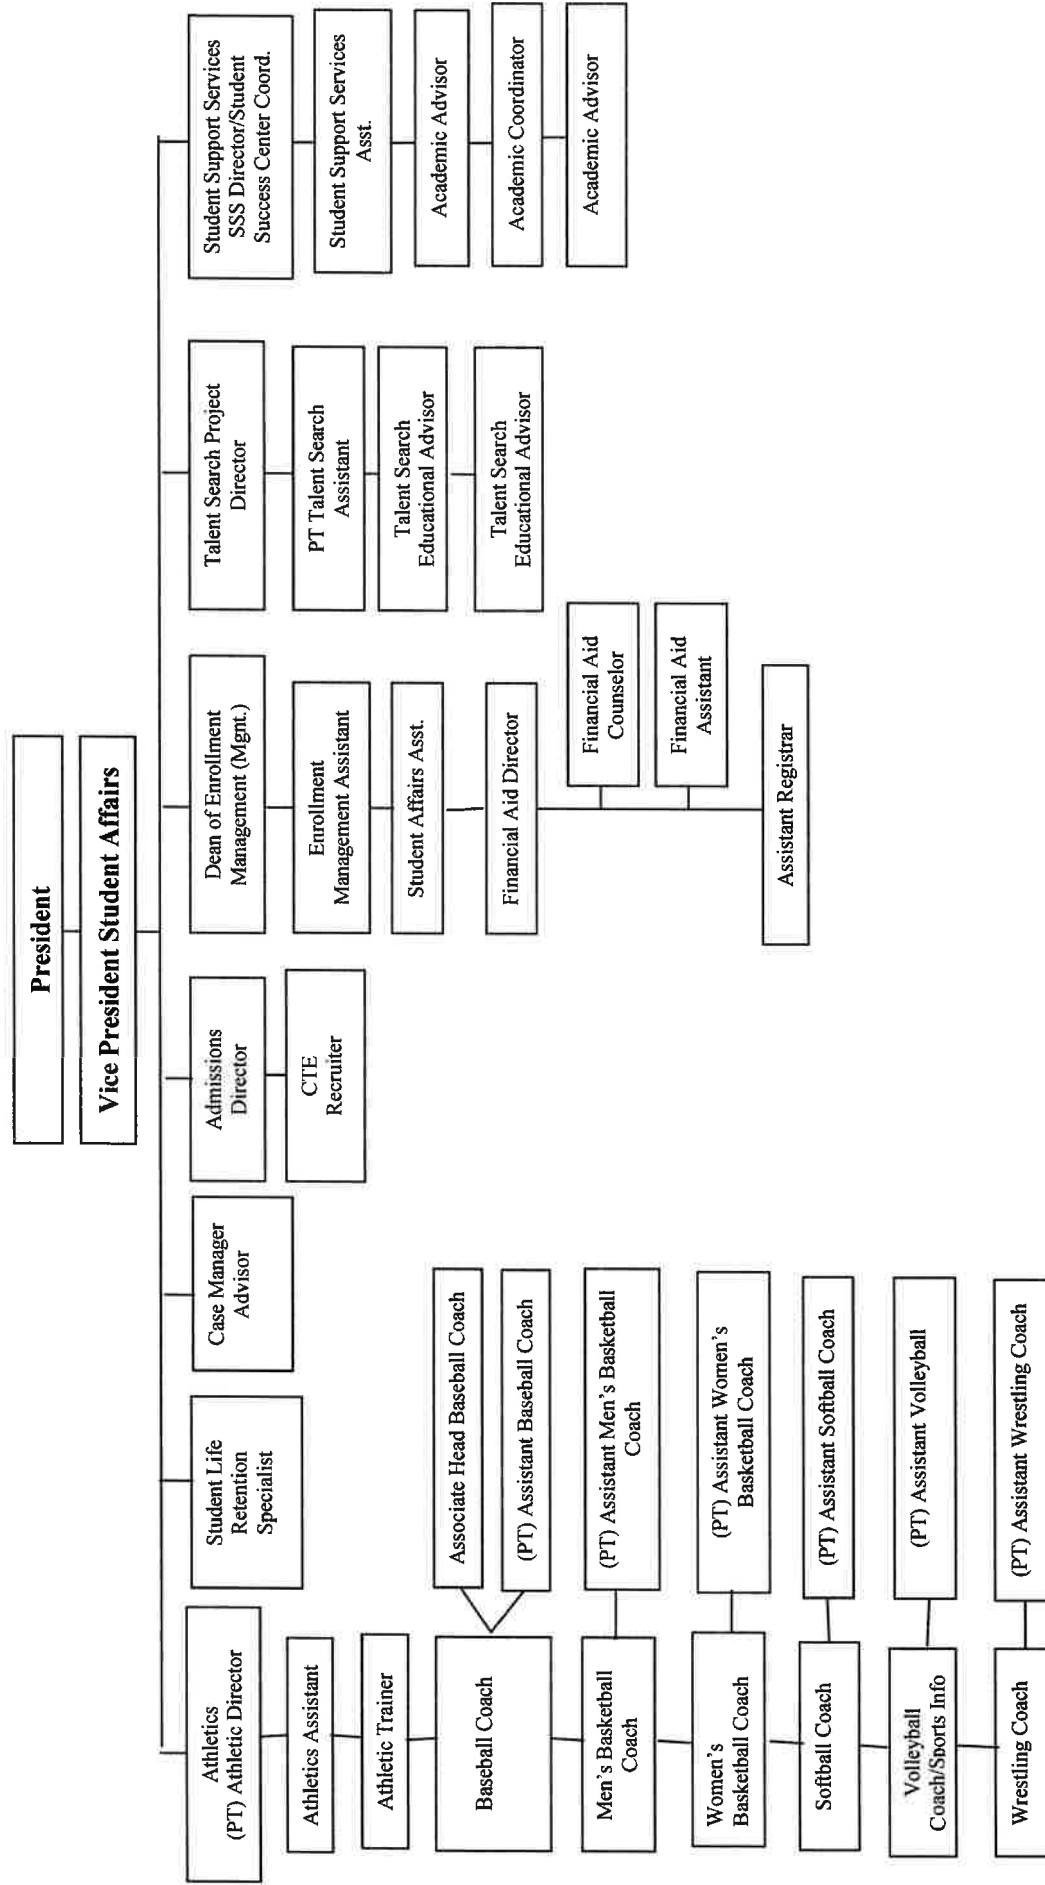 President
Vice President Student Affairs
Athletics
(PT) Athletic Director
Athletics Assistant
Athletic Trainer
Baseball Coach
Associate Head Baseball Coach
(PT) Assistant Baseball Coach
Men's Basketball
Coach
(PT) Assistant Men's Basketball
Coach
Women's
Basketball Coach
(PT) Assistant Women's
Basketball Coach
Softball Coach
(PT) Assistant Softball Coach
Volleyball
Coach/Sports Info
(PT) Assistant Volleyball
Wrestling Coach
(PT) Assistant Wrestling Coach
Student Life
Retention
Specialist
Case Manager
Advisor
Admissions
Director
CTE
Recruiter
Dean of Enrollment
Management (Mgnt.)
Enrollment
Management Assistant
Student Affairs Asst.
Financial Aid Director
Financial Aid
Counselor
Financial Aid
Assistant
Assistant Registrar
Talent Search Project
Director
PT Talent Search
Assistant
Talent Search
Educational Advisor
Talent Search
Educational Advisor
Student Support Services
SSS Director/Student
Success Center Coord.
Student Support Services
Asst.
Academic Advisor
Academic Coordinator
Academic Advisor